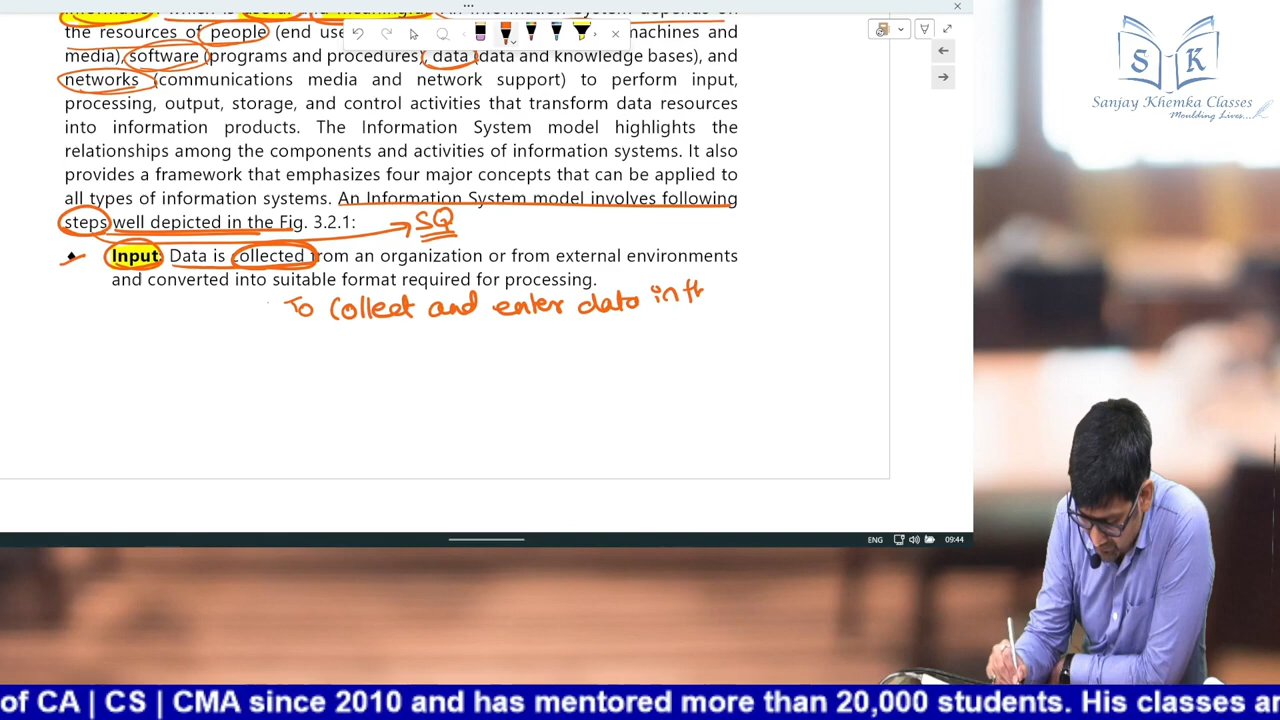 the resources of people (end use machines and
media), software (programs and procedures), data (data and knowledge bases), and
networks (communications media and network support) to perform input,
processing, output, storage, and control activities that transform data resources
into information products. The Information System model highlights the
relationships among the components and activities of information systems. It also
provides a framework that emphasizes four major concepts that can be applied to
all types of information systems. An Information System model involves following
steps well depicted in the Fig. 3.2.1:
SQ
Input. Data is collected from an organization or from external environments
and converted into suitable format required for processing.
To Collect and enter data in th
ENG 09:44
S K
Sanjay Khemka Classes
Moulding Lives...
of CA | CS | CMA since 2010 and has mentored more than 20,000 students. His classes ar